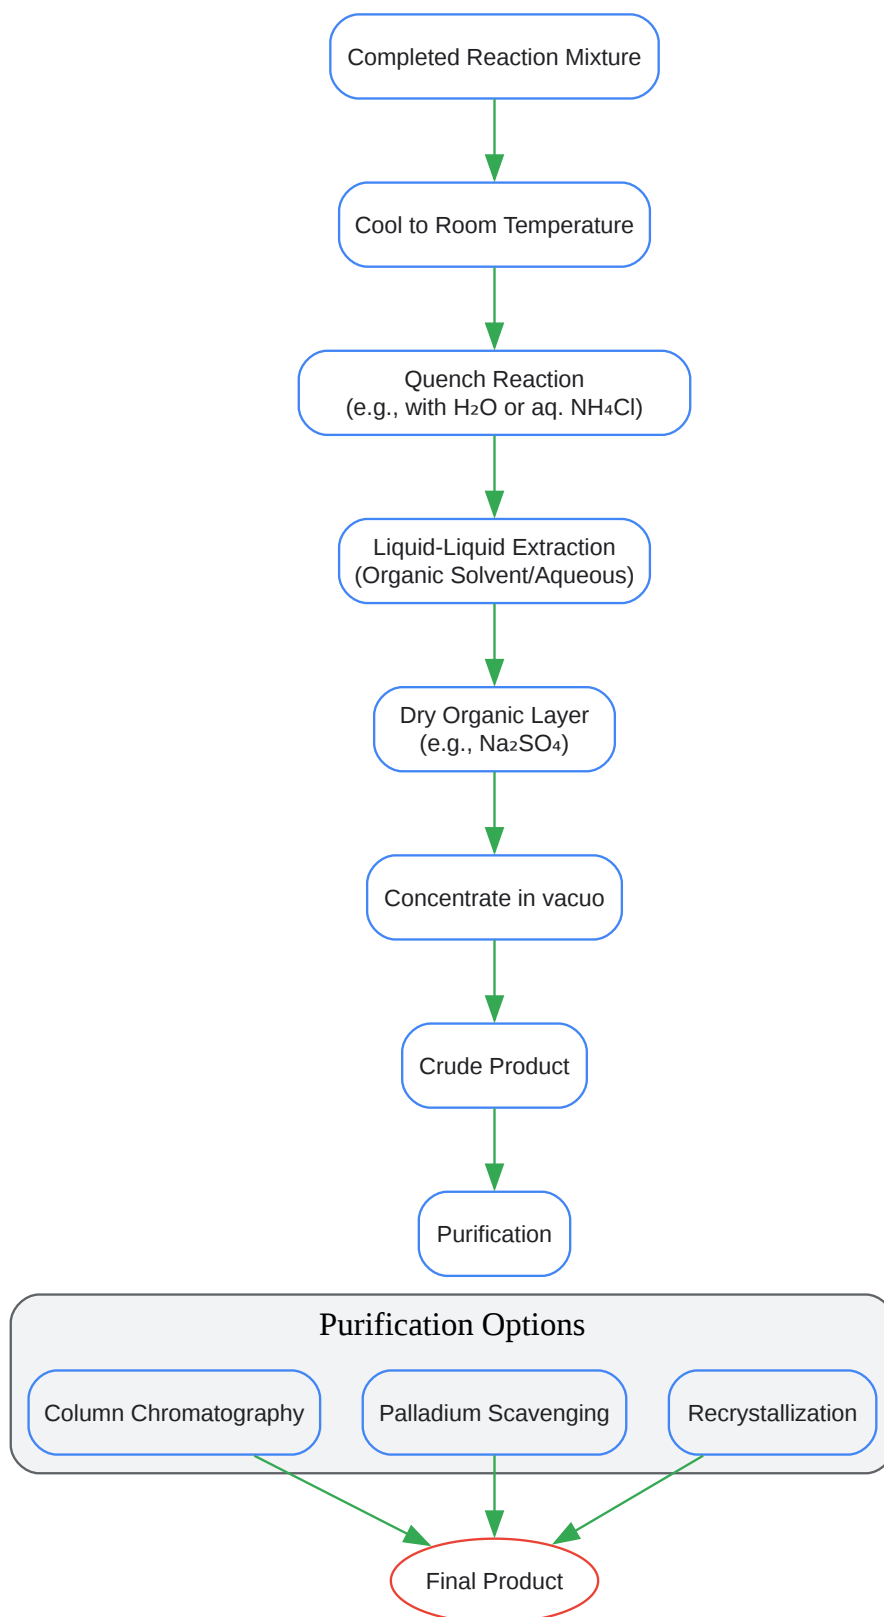 Completed Reaction Mixture
Cool to Room Temperature
Quench Reaction
(e.g., with H₂O or aq. NH₄Cl)
Liquid-Liquid Extraction
(Organic Solvent/Aqueous)
Dry Organic Layer
(e.g., Na₂SO₄)
Concentrate in vacuo
Crude Product
Purification
Purification Options
Column Chromatography
Palladium Scavenging
Recrystallization
Final Product